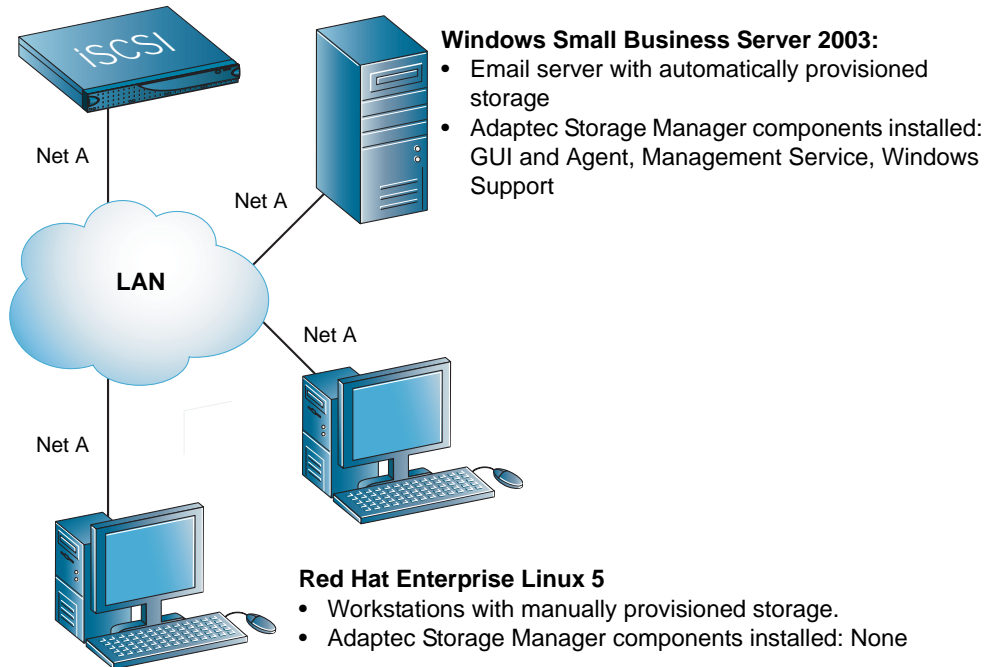 iSCSI
Windows Small Business Server 2003:
• Email server with automatically provisioned
storage
• Adaptec Storage Manager components installed:
GUI and Agent, Management Service, Windows
Support
Net A
Net A
LAN
Net A
Net A
Red Hat Enterprise Linux 5
• Workstations with manually provisioned storage.
• Adaptec Storage Manager components installed: None